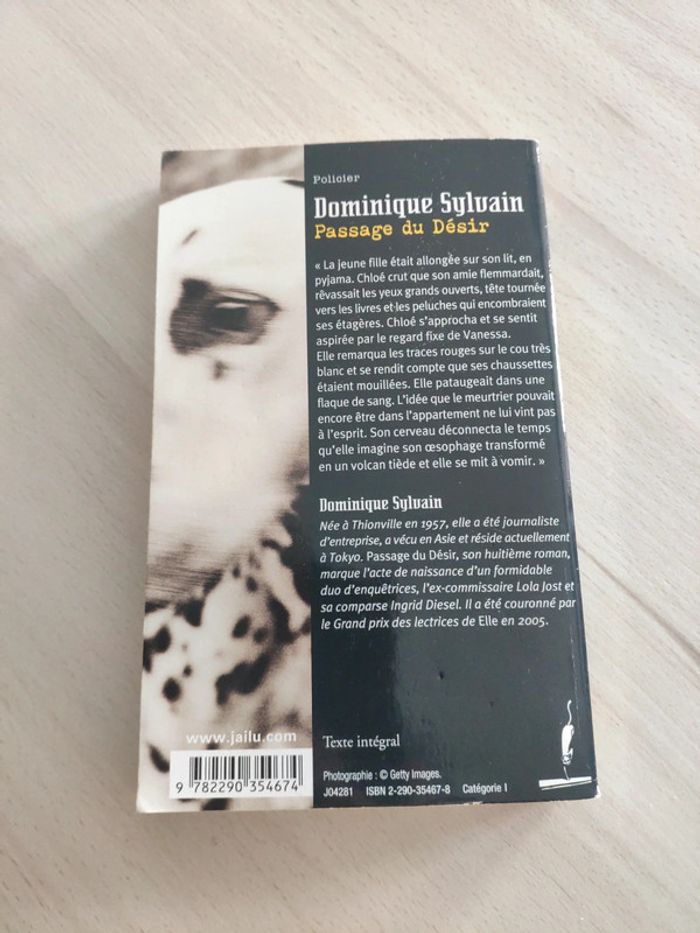 Policier
Dominique Sylvain
Passage du Désir
« La jeune fille était allongée sur son lit, en
pyjama. Chloé crut que son amie flemmardait,
rêvassait les yeux grands ouverts, tête tournée
vers les livres et les peluches qui encombraient
ses étagères. Chloé s'approcha et se sentit
aspirée par le regard fixe de Vanessa.
Elle remarqua les traces rouges sur le cou très
blanc et se rendit compte que ses chaussettes
étaient mouillées. Elle pataugeait dans une
flaque de sang. L'idée que le meurtrier pouvait
encore être dans l'appartement ne lui vint pas
à l'esprit. Son cerveau déconnecta le temps
qu'elle imagine son œsophage transformé
en un volcan tiède et elle se mit à vomir. »
Dominique Sylvain
Née à Thionville en 1957, elle a été journaliste
d'entreprise, a vécu en Asie et réside actuellement
à Tokyo. Passage du Désir, son huitième roman,
marque l'acte de naissance d'un formidable
duo d'enquêtrices, l'ex-commissaire Lola Jost et
sa comparse Ingrid Diesel. Il a été couronné par
le Grand prix des lectrices de Elle en 2005.
www.jailu.com
Texte intégral
9 782290 354674
Photographie : © Getty Images.
J04281 ISBN 2-290-35467-8 Catégorie I